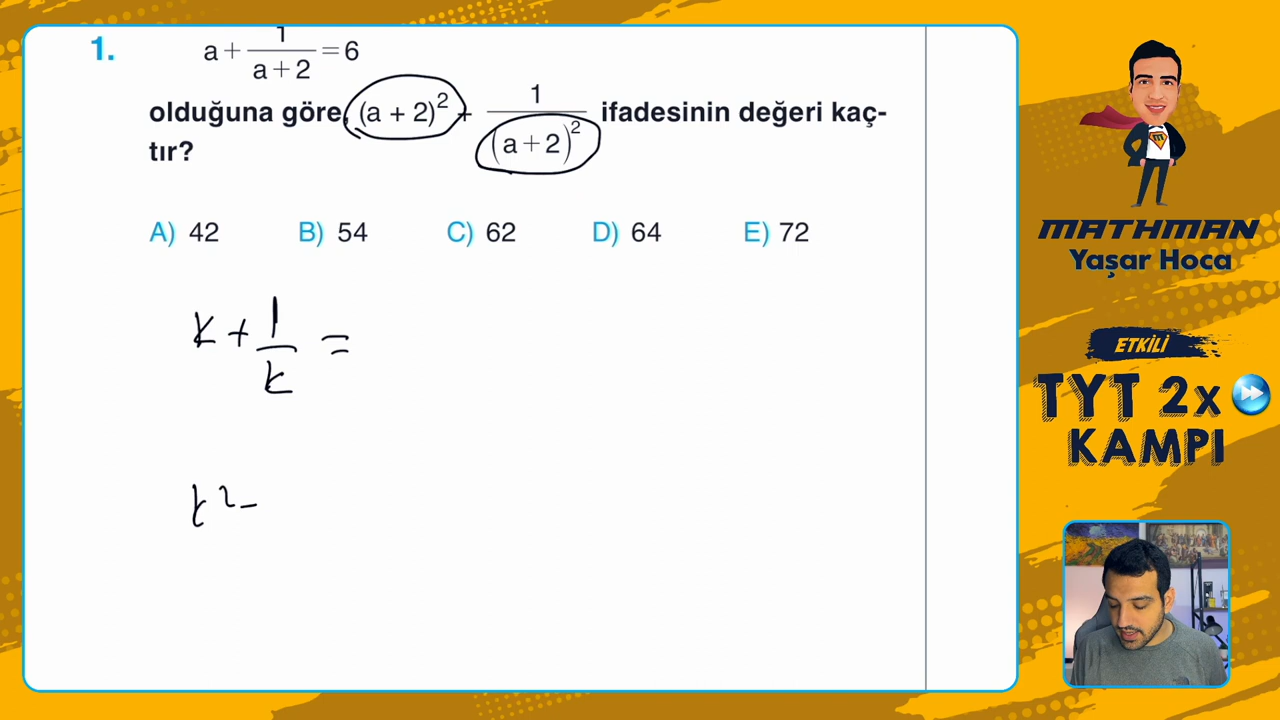 1. a + 1/(a+2) = 6
olduğuna göre, (a + 2)² + 1/(a+2)² ifadesinin değeri kaç-
tır?
A) 42 B) 54 C) 62 D) 64 E) 72
k + 1/k =
k² -
MATHMAN
Yaşar Hoca
ETKİLİ
TYT 2x
KAMPI